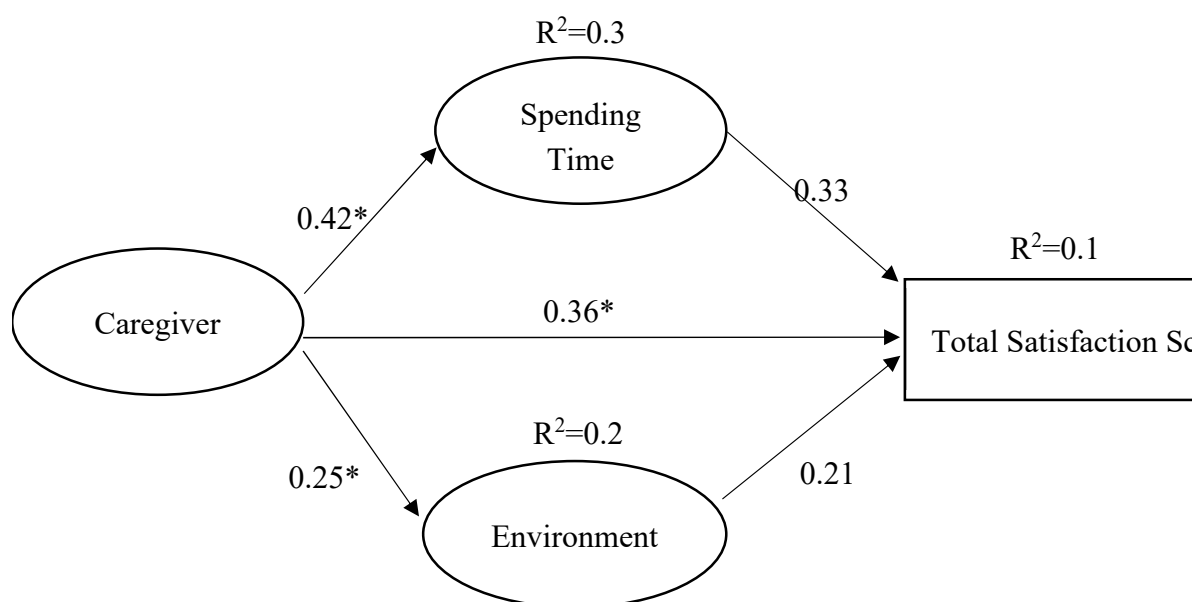 R²=0.3
Spending
Time
0.42*
0.33
R²=0.1
Caregiver
0.36*
Total Satisfaction Sc
R²=0.2
0.25*
0.21
Environment